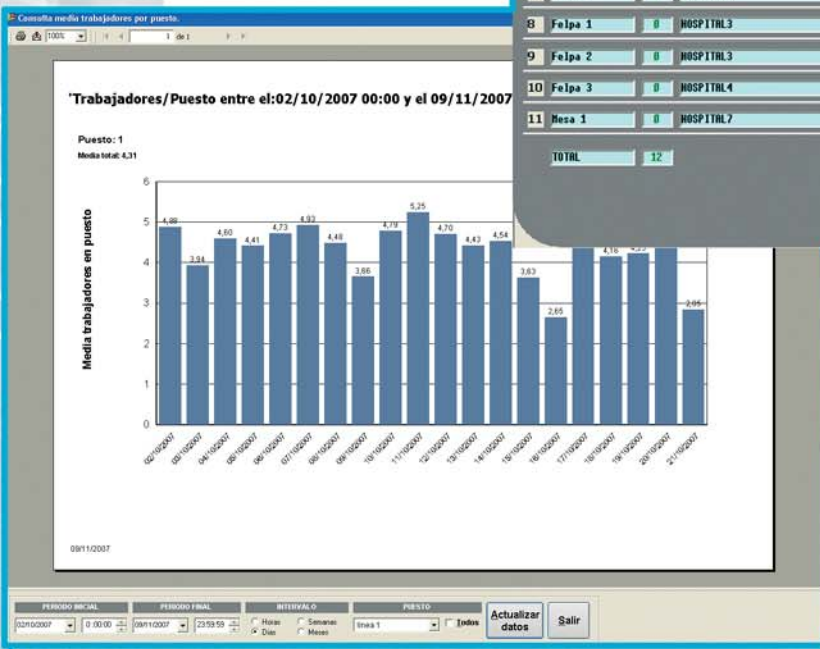 Consulta media trabajadores por puesto.
100%
1 de 1
'Trabajadores/Puesto entre el:02/10/2007 00:00 y el 09/11/2007
Puesto: 1
Media total: 4,31
Media trabajadores en puesto
6
5
4
3
2
1
0
4,88
3,94
4,60
4,41
4,73
4,93
4,48
3,66
4,79
5,25
4,70
4,43
4,54
3,63
2,65
4,16
02/10/2007
03/10/2007
04/10/2007
05/10/2007
06/10/2007
07/10/2007
08/10/2007
09/10/2007
10/10/2007
11/10/2007
12/10/2007
13/10/2007
14/10/2007
15/10/2007
16/10/2007
17/10/2007
18/10/2007
19/10/2007
20/10/2007
21/10/2007
09/11/2007
8 Felpa 1 0 HOSPITAL3
9 Felpa 2 0 HOSPITAL3
10 Felpa 3 0 HOSPITAL4
11 Mesa 1 0 HOSPITAL7
TOTAL 12
PERIODO INICIAL
02/10/2007 0:00:00
PERIODO FINAL
09/11/2007 23:59:59
INTERVALO
Horas Semanas
Dias Meses
PUESTO
linea 1 Todos
Actualizar datos
Salir